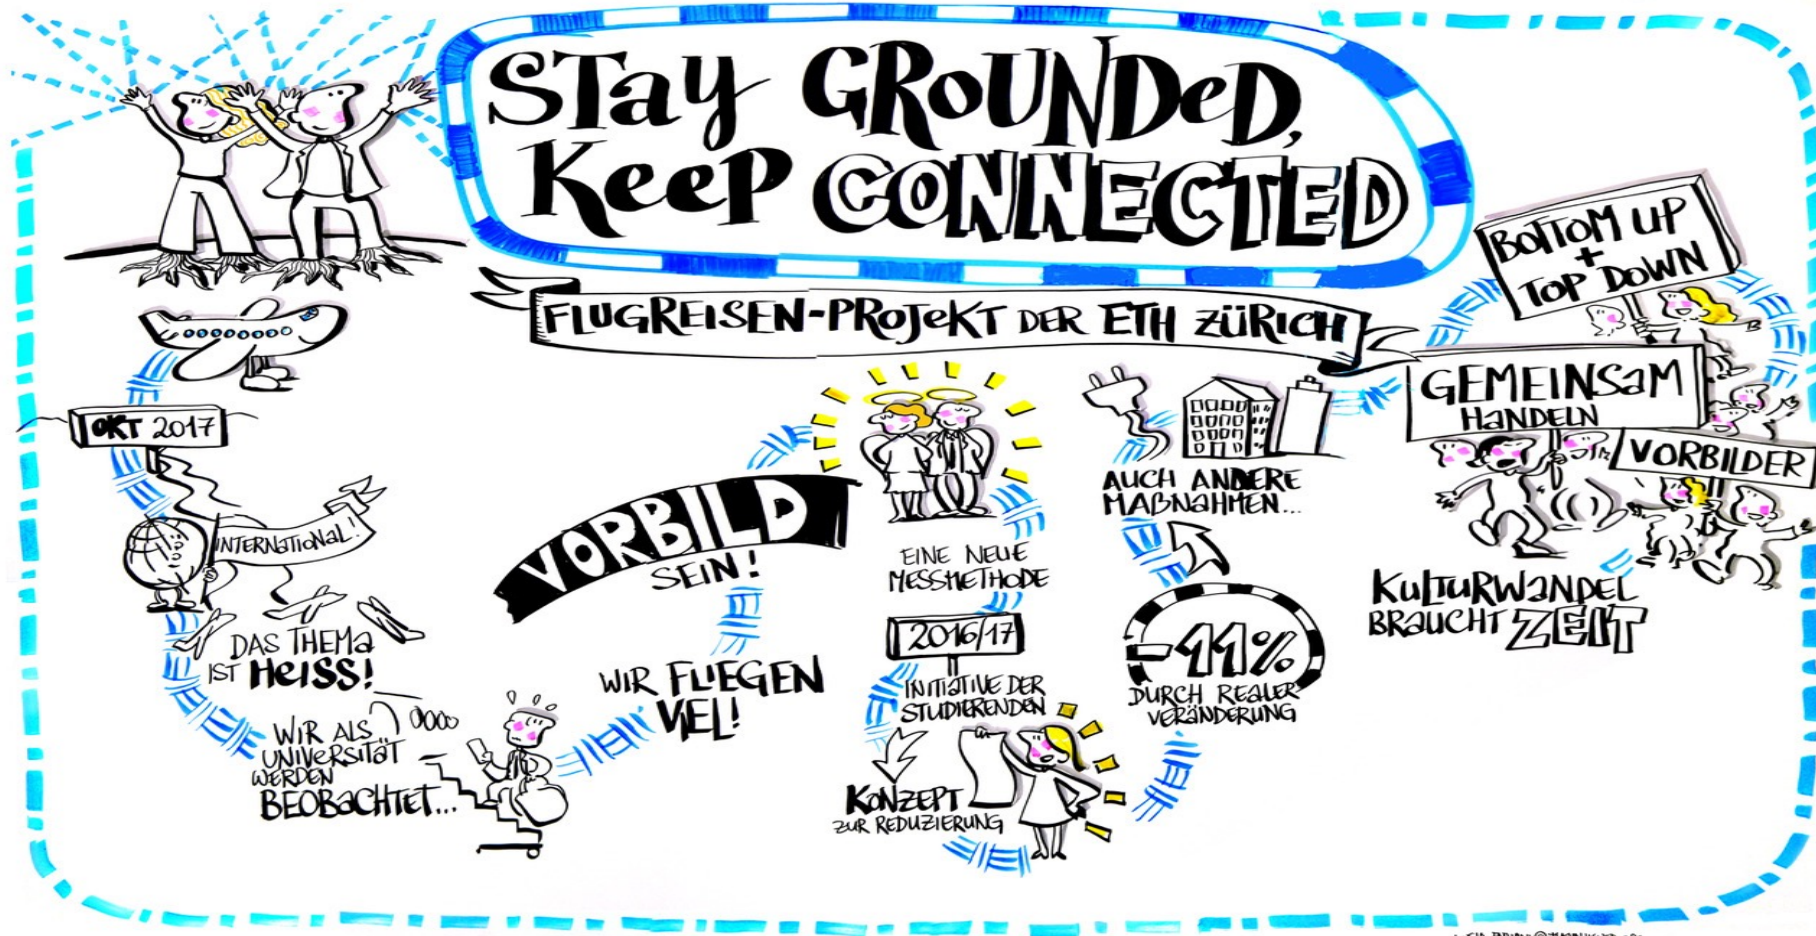 STay GROUNDeD,
KeeP CONNECTED
FLUGREISEN-PROJEKT DER ETH ZÜRICH
OKT 2017
INTERNATIONAL!
DAS THEMA
IST HEISS!
WIR ALS
UNIVERSITÄT
WERDEN
BEOBACHTET...
WIR FLIEGEN
VIEL!
VORBILD
SEIN!
EINE NEUE
MESSMETHODE
2016/17
INITIATIVE DER
STUDIERENDEN
KONZEPT
ZUR REDUZIERUNG
-11%
DURCH REALER
VERÄNDERUNG
AUCH ANDERE
MAßNAHMEN...
BOTTOM UP
+
TOP DOWN
GEMEINSAM
HANDELN
VORBILDER
KULTURWANDEL
BRAUCHT ZEIT